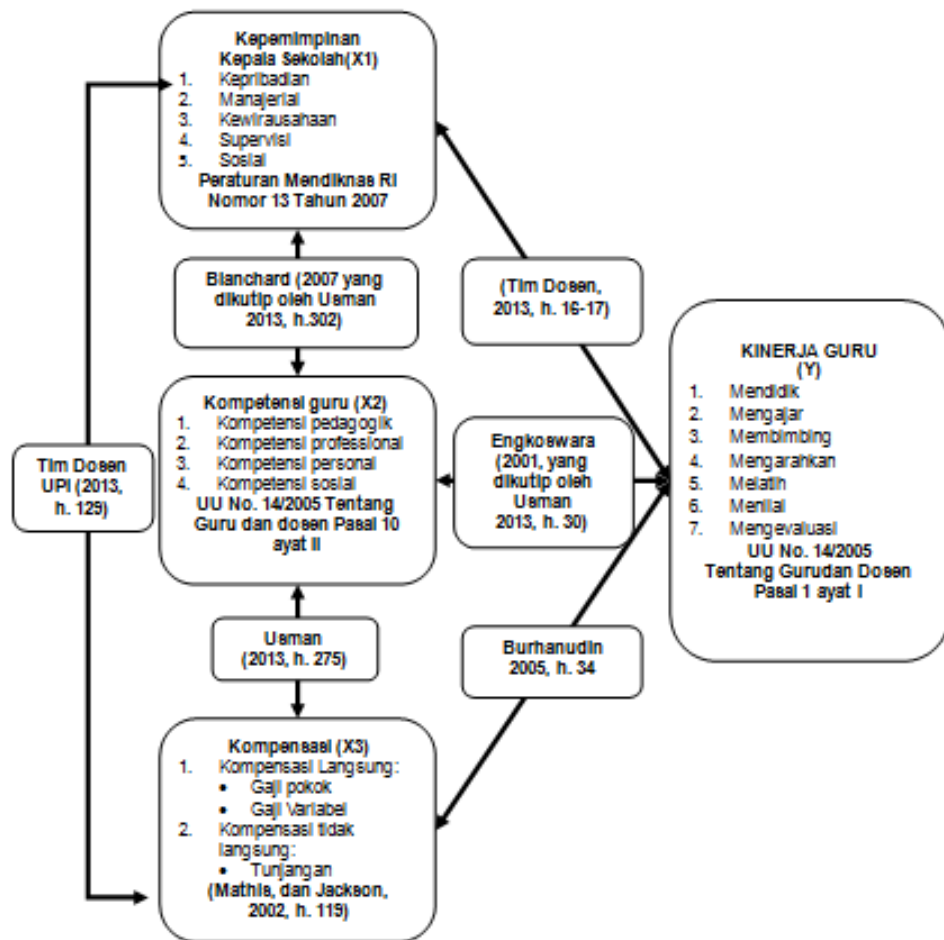 Kepemimpinan
Kepala Sekolah(X1)
1. Kepribadian
2. Manajerial
3. Kewirausahaan
4. Supervisi
5. Sosial
Peraturan Mendiknas RI
Nomor 13 Tahun 2007
Blanchard (2007 yang
dikutip oleh Usman
2013, h.302)
(Tim Dosen,
2013, h. 16-17)
KINERJA GURU
(Y)
1. Mendidik
2. Mengajar
3. Membimbing
4. Mengarahkan
5. Melatih
6. Menilai
7. Mengevaluasi
UU No. 14/2005
Tentang Gurudan Dosen
Pasal 1 ayat I
Kompetensi guru (X2)
1. Kompetensi pedagogik
2. Kompetensi professional
3. Kompetensi personal
4. Kompetensi sosial
UU No. 14/2005 Tentang
Guru dan dosen Pasal 10
ayat II
Engkoswara
(2001, yang
dikutip oleh
Usman
2013, h. 30)
Tim Dosen
UPI (2013,
h. 129)
Usman
(2013, h. 275)
Burhanudin
2005, h. 34
Kompensasi (X3)
1. Kompensasi Langsung:
• Gaji pokok
• Gaji Variabel
2. Kompensasi tidak
langsung:
• Tunjangan
(Mathis, dan Jackson,
2002, h. 119)